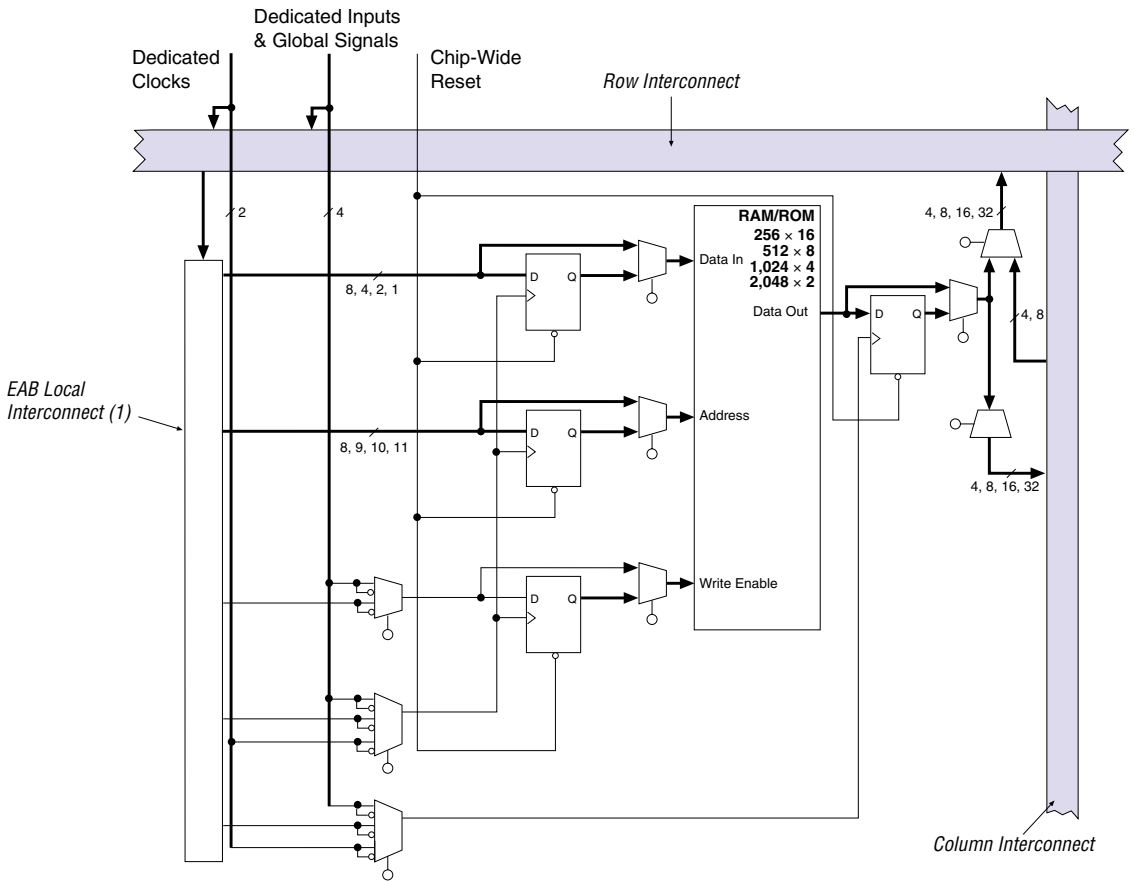 Dedicated Inputs
& Global Signals
Dedicated
Clocks
Chip-Wide
Reset
Row Interconnect
2
4
RAM/ROM
256 × 16
512 × 8
1,024 × 4
2,048 × 2
4, 8, 16, 32
D
Q
Data In
8, 4, 2, 1
Data Out
D
Q
4, 8
EAB Local
Interconnect (1)
D
Q
Address
8, 9, 10, 11
4, 8, 16, 32
D
Q
Write Enable
Column Interconnect